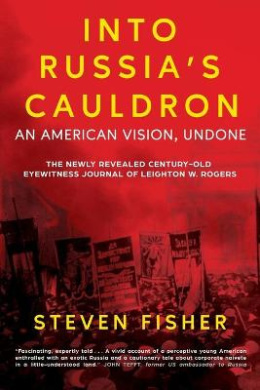 INTO
RUSSIA'S
CAULDRON
AN AMERICAN VISION, UNDONE
THE NEWLY REVEALED CENTURY-OLD
EYEWITNESS JOURNAL OF LEIGHTON W. ROGERS
STEVEN FISHER
"Fascinating, expertly told . . . A vivid account of a perceptive young American
enthralled with an exotic Russia and a cautionary tale about corporate naivete
in a little-understood land." JOHN TEFFT, former US ambassador to Russia